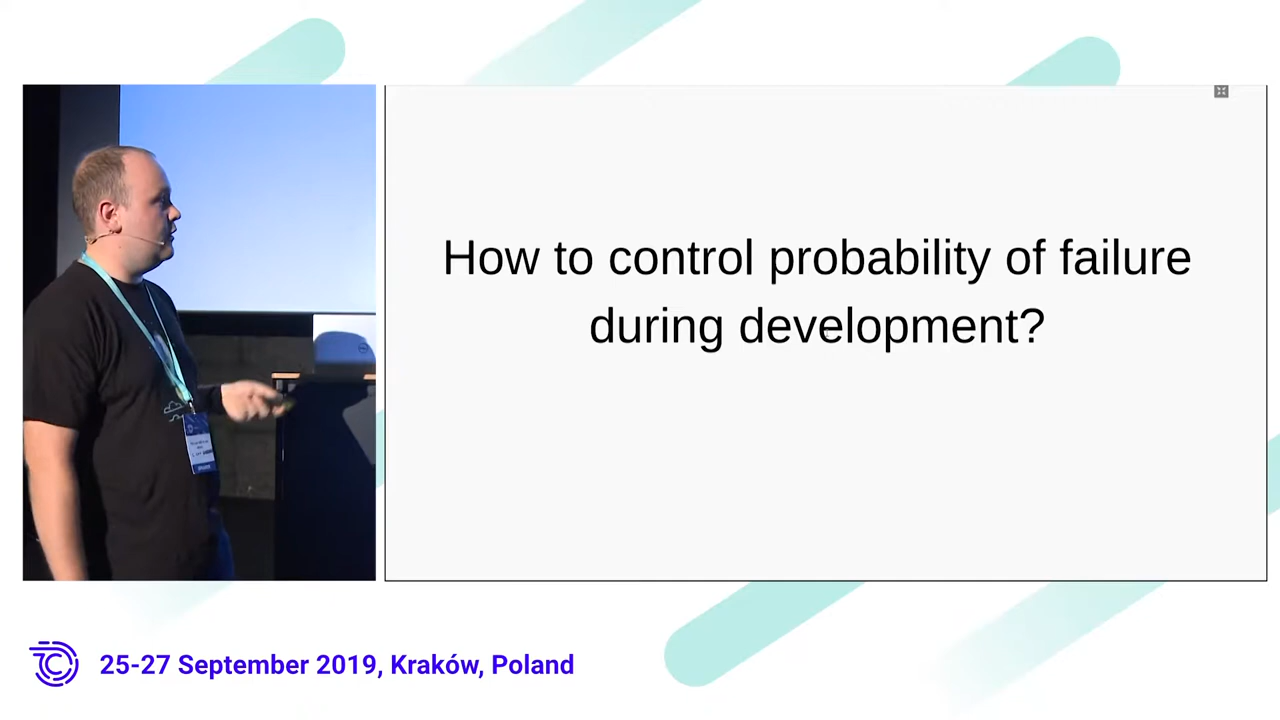 How to control probability of failure
during development?
25-27 September 2019, Kraków, Poland